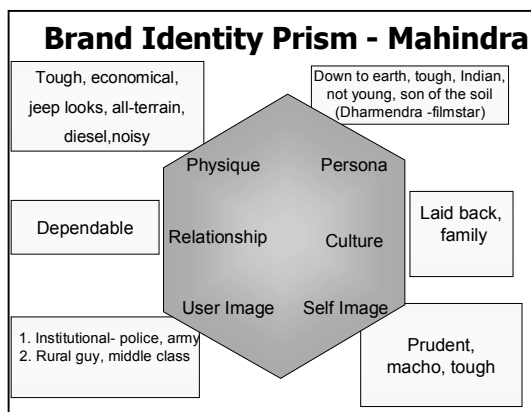 Brand Identity Prism - Mahindra
Tough, economical,
jeep looks, all-terrain,
diesel,noisy
Down to earth, tough, Indian,
not young, son of the soil
(Dharmendra -filmstar)
Physique
Persona
Dependable
Relationship
Culture
Laid back,
family
User Image
Self Image
1. Institutional- police, army
2. Rural guy, middle class
Prudent,
macho, tough